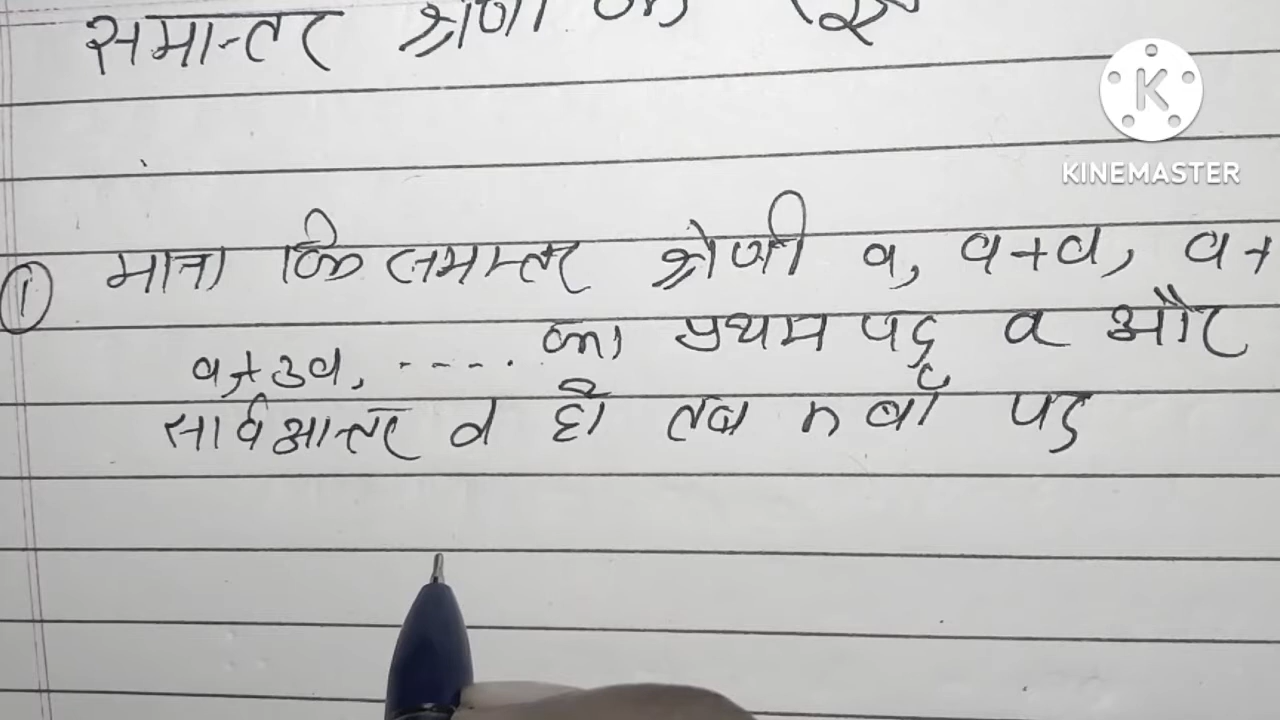 समान्तर श्रेणी
KINEMASTER
① माना कि समान्तर श्रेणी a, a+d, a+
a+3d, ..... का प्रथम पद a और
सार्वअन्तर d हो तब n वाँ पद